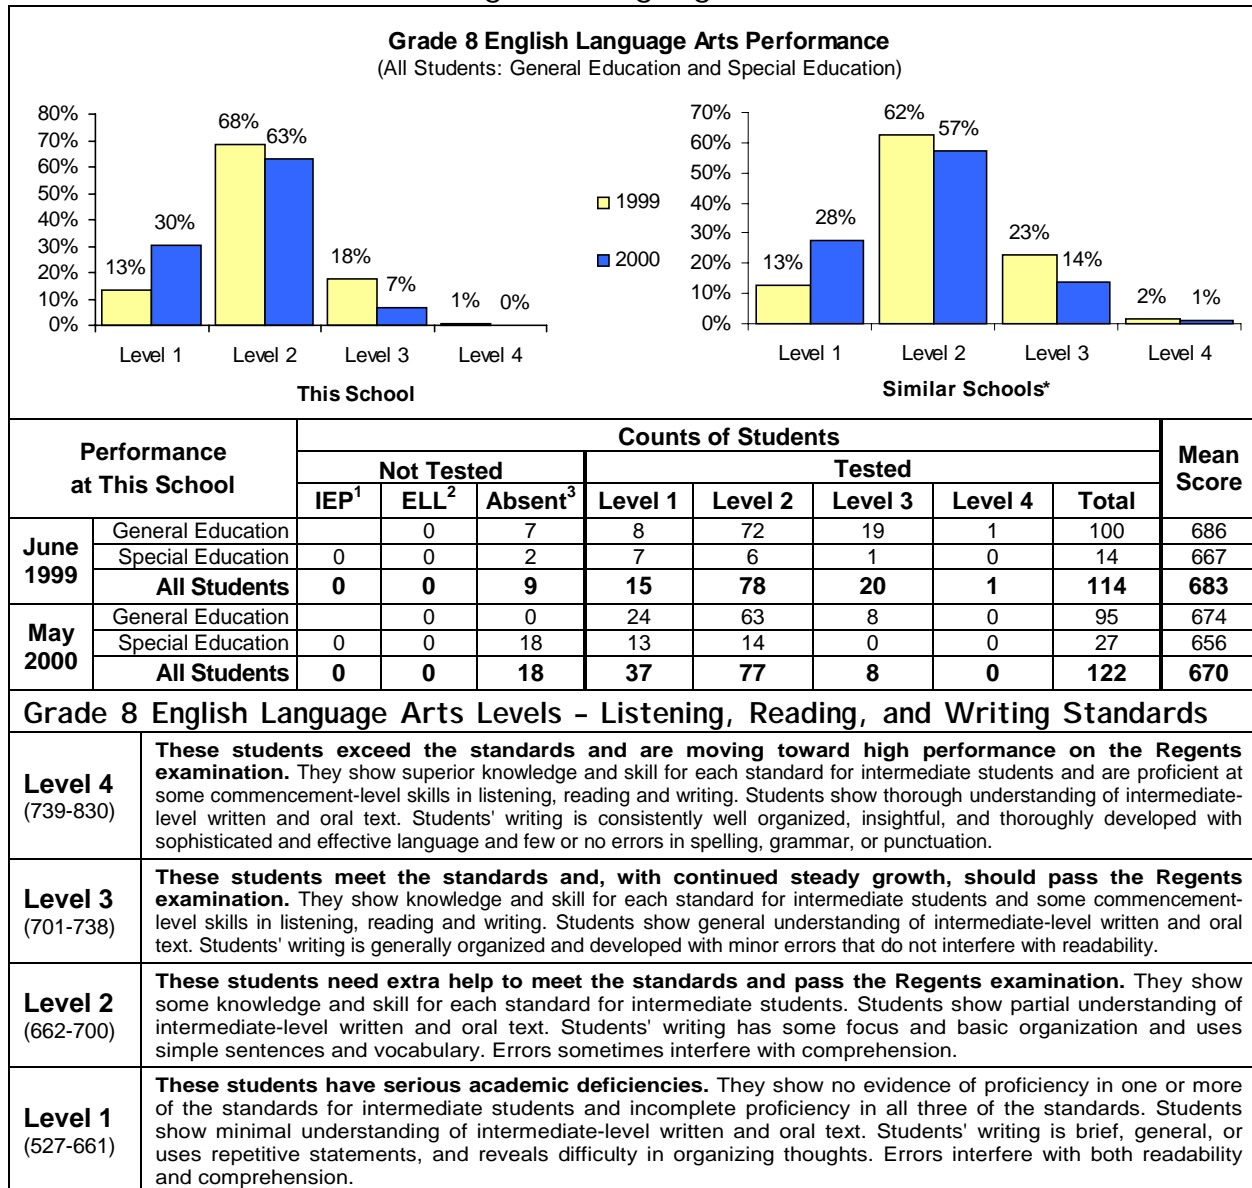 Grade 8 English Language Arts Performance
(All Students: General Education and Special Education)
80%
70%
60%
50%
40%
30%
20%
10%
0%
13%
30%
68%
63%
18%
7%
1%
0%
Level 1
Level 2
Level 3
Level 4
This School
1999
2000
70%
60%
50%
40%
30%
20%
10%
0%
13%
28%
62%
57%
23%
14%
2%
1%
Level 1
Level 2
Level 3
Level 4
Similar Schools*
Performance
at This School
Counts of Students
Mean
Score
Not Tested
Tested
IEP1 ELL2 Absent3 Level 1 Level 2 Level 3 Level 4 Total
June
1999
General Education 0 7 8 72 19 1 100 686
Special Education 0 0 2 7 6 1 0 14 667
All Students 0 0 9 15 78 20 1 114 683
May
2000
General Education 0 0 24 63 8 0 95 674
Special Education 0 0 18 13 14 0 0 27 656
All Students 0 0 18 37 77 8 0 122 670
Grade 8 English Language Arts Levels – Listening, Reading, and Writing Standards
Level 4
(739-830)
These students exceed the standards and are moving toward high performance on the Regents
examination. They show superior knowledge and skill for each standard for intermediate students and are proficient at
some commencement-level skills in listening, reading and writing. Students show thorough understanding of intermediate-
level written and oral text. Students' writing is consistently well organized, insightful, and thoroughly developed with
sophisticated and effective language and few or no errors in spelling, grammar, or punctuation.
Level 3
(701-738)
These students meet the standards and, with continued steady growth, should pass the Regents
examination. They show knowledge and skill for each standard for intermediate students and some commencement-
level skills in listening, reading and writing. Students show general understanding of intermediate-level written and oral
text. Students' writing is generally organized and developed with minor errors that do not interfere with readability.
Level 2
(662-700)
These students need extra help to meet the standards and pass the Regents examination. They show
some knowledge and skill for each standard for intermediate students. Students show partial understanding of
intermediate-level written and oral text. Students' writing has some focus and basic organization and uses
simple sentences and vocabulary. Errors sometimes interfere with comprehension.
Level 1
(527-661)
These students have serious academic deficiencies. They show no evidence of proficiency in one or more
of the standards for intermediate students and incomplete proficiency in all three of the standards. Students
show minimal understanding of intermediate-level written and oral text. Students' writing is brief, general, or
uses repetitive statements, and reveals difficulty in organizing thoughts. Errors interfere with both readability
and comprehension.